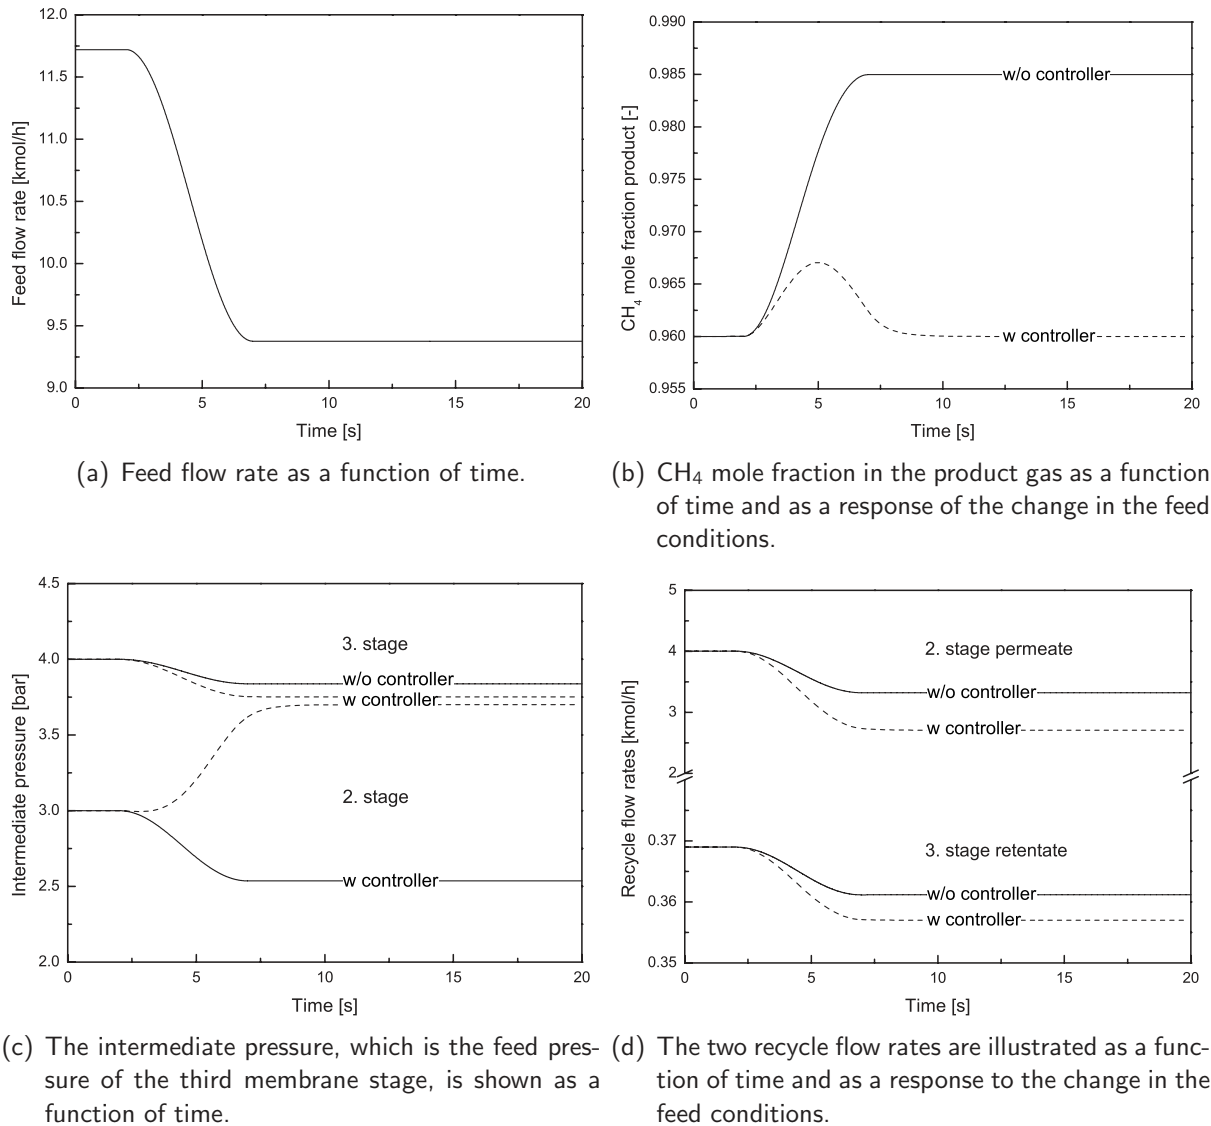 12.0
11.5
11.0
10.5
10.0
9.5
9.0
0 5 10 15 20
Feed flow rate [kmol/h]
Time [s]
(a) Feed flow rate as a function of time.
0.990
0.985
0.980
0.975
0.970
0.965
0.960
0.955
0 5 10 15 20
CH₄ mole fraction product [-]
w/o controller
w controller
Time [s]
(b) CH₄ mole fraction in the product gas as a function
of time and as a response of the change in the feed
conditions.
4.5
4.0
3.5
3.0
2.5
2.0
0 5 10 15 20
Intermediate pressure [bar]
3. stage
w/o controller
w controller
2. stage
w controller
Time [s]
(c) The intermediate pressure, which is the feed pres-
sure of the third membrane stage, is shown as a
function of time.
5
4
3
2
0.37
0.36
0.35
0 5 10 15 20
Recycle flow rates [kmol/h]
2. stage permeate
w/o controller
w controller
3. stage retentate
w/o controller
w controller
Time [s]
(d) The two recycle flow rates are illustrated as a func-
tion of time and as a response to the change in the
feed conditions.